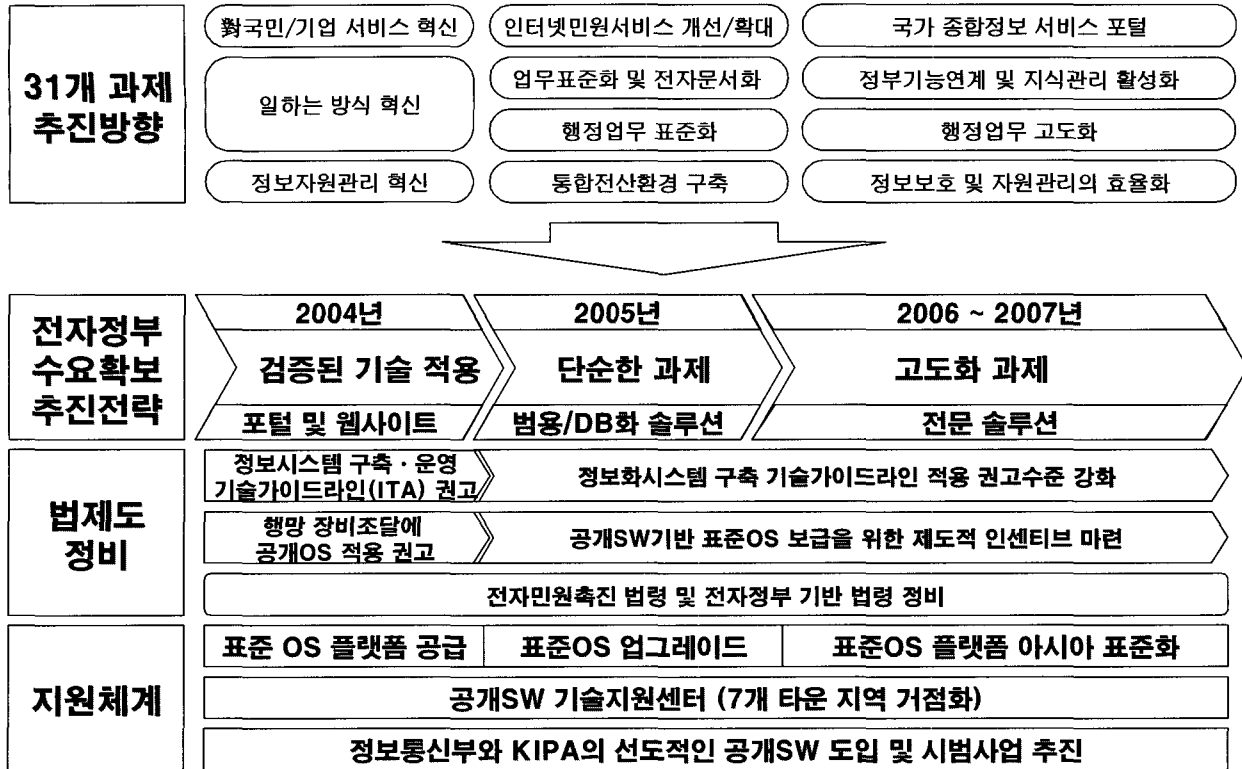 31개 과제
추진방향
對국민/기업 서비스 혁신
인터넷민원서비스 개선/확대
국가 종합정보 서비스 포털
일하는 방식 혁신
업무표준화 및 전자문서화
정부기능연계 및 지식관리 활성화
행정업무 표준화
행정업무 고도화
정보자원관리 혁신
통합전산환경 구축
정보보호 및 자원관리의 효율화
전자정부
수요확보
추진전략
2004년
2005년
2006 ~ 2007년
검증된 기술 적용
단순한 과제
고도화 과제
포털 및 웹사이트
범용/DB화 솔루션
전문 솔루션
법제도
정비
정보시스템 구축 · 운영
기술가이드라인(ITA) 권고
정보화시스템 구축 기술가이드라인 적용 권고수준 강화
행망 장비조달에
공개OS 적용 권고
공개SW기반 표준OS 보급을 위한 제도적 인센티브 마련
전자민원촉진 법령 및 전자정부 기반 법령 정비
지원체계
표준 OS 플랫폼 공급
표준OS 업그레이드
표준OS 플랫폼 아시아 표준화
공개SW 기술지원센터 (7개 타운 지역 거점화)
정보통신부와 KIPA의 선도적인 공개SW 도입 및 시범사업 추진